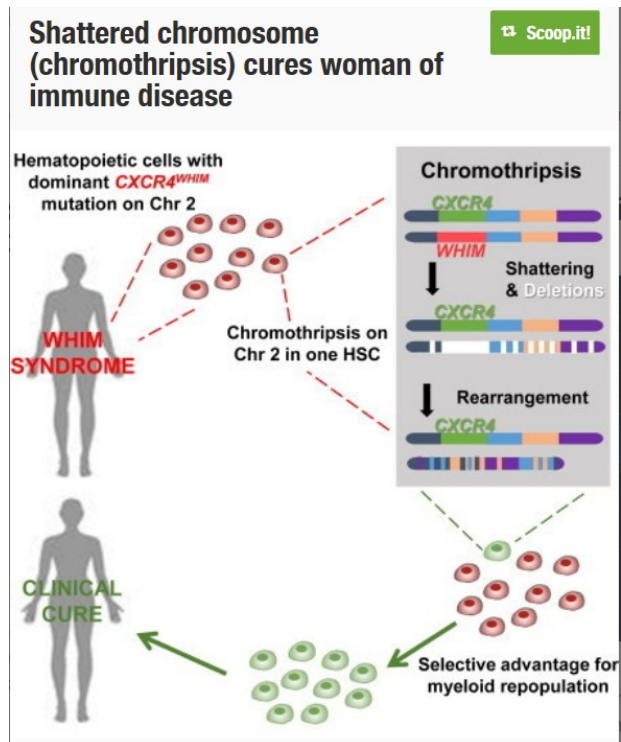 Shattered chromosome
(chromothripsis) cures woman of
immune disease
Scoop.it!
Hematopoietic cells with
dominant CXCR4WHIM
mutation on Chr 2
Chromothripsis
CXCR4
WHIM
Shattering
& Deletions
CXCR4
Rearrangement
CXCR4
WHIM
SYNDROME
Chromothripsis on
Chr 2 in one HSC
CLINICAL
CURE
Selective advantage for
myeloid repopulation